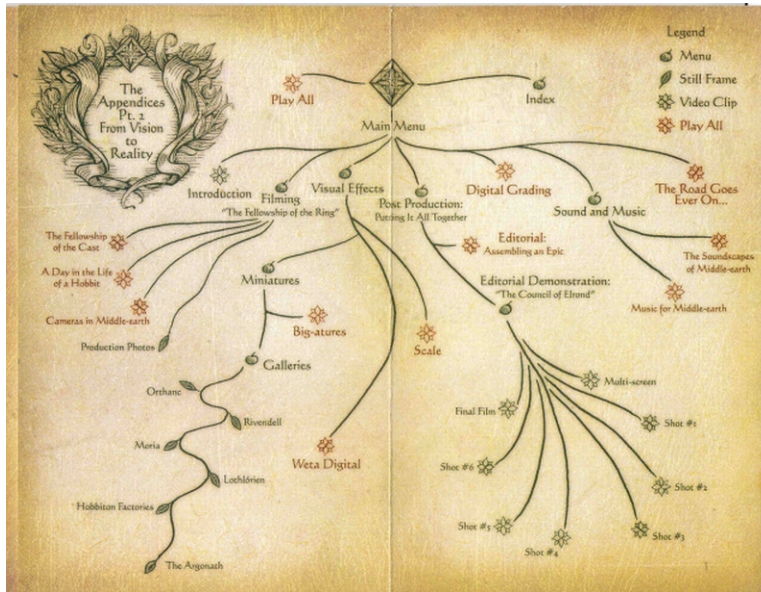 The
Appendices
Pt. 2
From Vision
to
Reality
Legend
Menu
Still Frame
Video Clip
Play All
Play All
Index
Main Menu
Introduction
Filming
"The Fellowship of the Ring"
Visual Effects
Post Production:
Putting It All Together
Digital Grading
Sound and Music
The Road Goes
Ever On...
The Fellowship
of the Cast
A Day in the Life
of a Hobbit
Cameras in Middle-earth
Production Photos
Miniatures
Big-atures
Galleries
Scale
Weta Digital
Editorial:
Assembling an Epic
Editorial Demonstration:
"The Council of Elrond"
The Soundscapes
of Middle-earth
Music for Middle-earth
Orthanc
Rivendell
Moria
Lothlórien
Hobbiton Factories
The Argonath
Multi-screen
Final Film
Shot #1
Shot #6
Shot #2
Shot #5
Shot #3
Shot #4